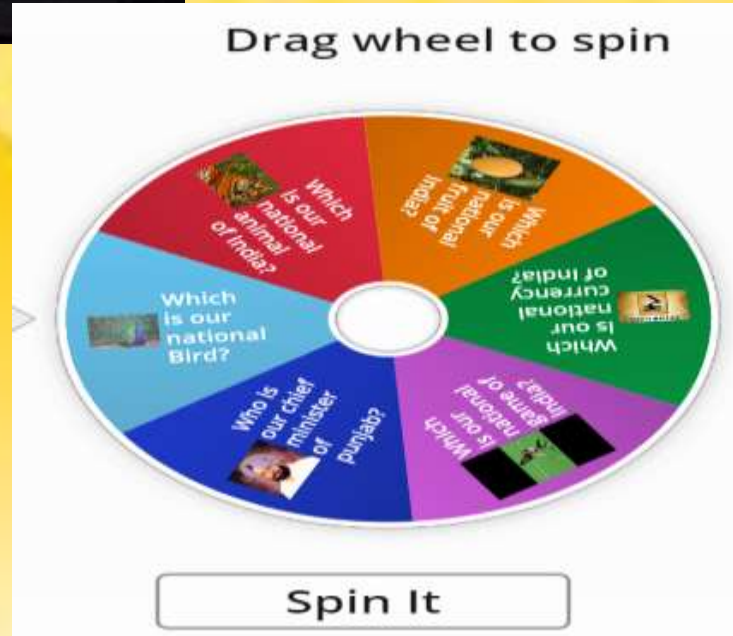 Drag wheel to spin
Which
is our
national
animal
of India?
Which
is our
national
fruit of
India?
Which
is our
national
currency
of India?
Which
is our
national
game of
india?
Who is
our chief
minister
of
punjab?
Which
is our
national
Bird?
Spin It